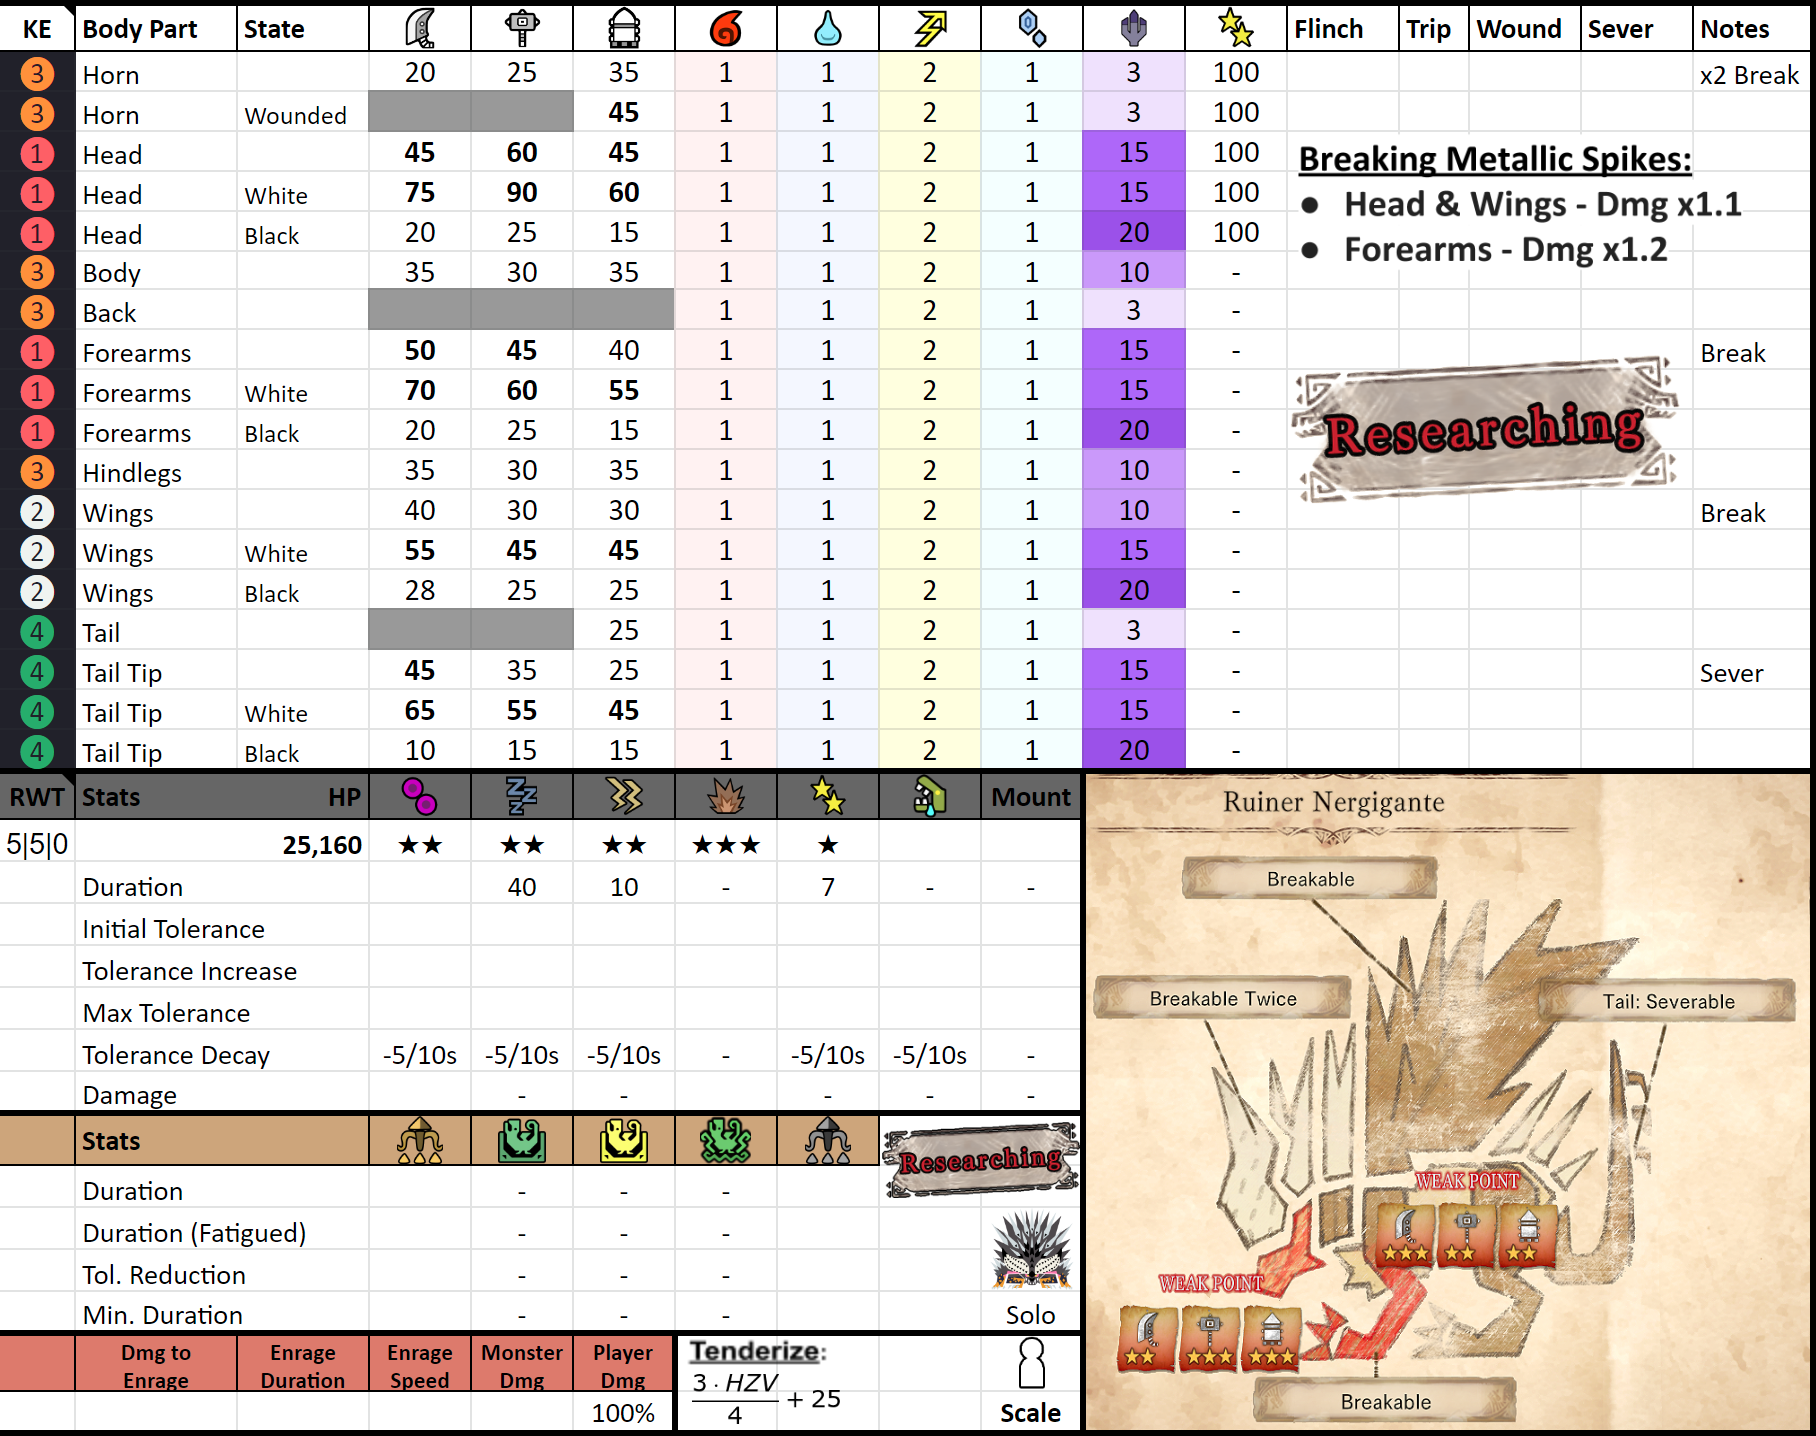 KE Body Part State Flinch Trip Wound Sever Notes
3 Horn 20 25 35 1 1 2 1 3 100 x2 Break
3 Horn Wounded 45 1 1 2 1 3 100
1 Head 45 60 45 1 1 2 1 15 100
Breaking Metallic Spikes:
1 Head White 75 90 60 1 1 2 1 15 100
● Head & Wings - Dmg x1.1
1 Head Black 20 25 15 1 1 2 1 20 100
● Forearms - Dmg x1.2
3 Body 35 30 35 1 1 2 1 10 -
3 Back 1 1 2 1 3 -
1 Forearms 50 45 40 1 1 2 1 15 - Break
1 Forearms White 70 60 55 1 1 2 1 15 -
1 Forearms Black 20 25 15 1 1 2 1 20 -
Researching
3 Hindlegs 35 30 35 1 1 2 1 10 -
2 Wings 40 30 30 1 1 2 1 10 - Break
2 Wings White 55 45 45 1 1 2 1 15 -
2 Wings Black 28 25 25 1 1 2 1 20 -
4 Tail 25 1 1 2 1 3 -
4 Tail Tip 45 35 25 1 1 2 1 15 - Sever
4 Tail Tip White 65 55 45 1 1 2 1 15 -
4 Tail Tip Black 10 15 15 1 1 2 1 20 -
RWT Stats HP Mount
5|5|0 25,160 ★★ ★★ ★★ ★★★ ★
Duration 40 10 - 7 - -
Initial Tolerance
Tolerance Increase
Max Tolerance
Tolerance Decay -5/10s -5/10s -5/10s - -5/10s -5/10s -
Damage - - - - -
Stats
Researching
Duration - - -
Duration (Fatigued) - - -
Tol. Reduction - - -
Min. Duration - - - Solo
Dmg to Enrage
Enrage Duration
Enrage Speed
Monster Dmg
Player Dmg
100%
Tenderize:
3 · HZV
4
+ 25
Scale
Ruiner Nergigante
Breakable
Breakable Twice
Tail: Severable
WEAK POINT
WEAK POINT
Breakable